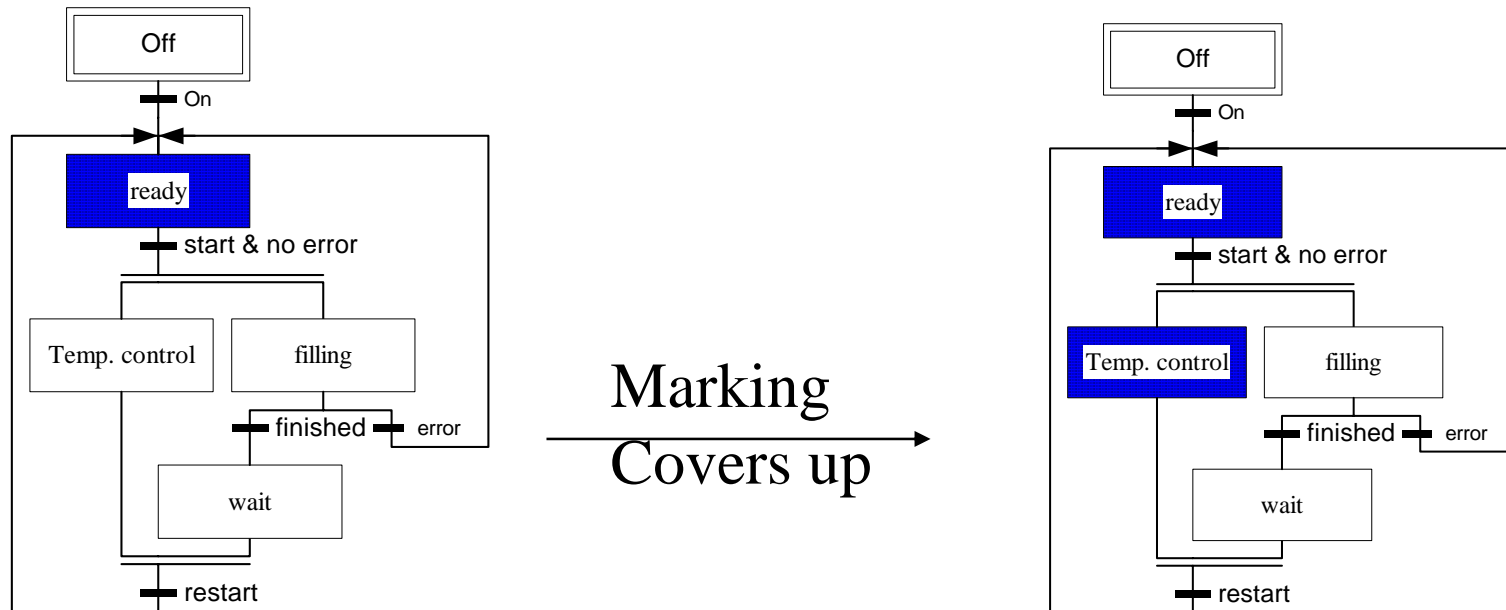 Off
On
ready
start & no error
Temp. control
filling
finished
error
wait
restart
Marking
Covers up
Off
On
ready
start & no error
Temp. control
filling
finished
error
wait
restart